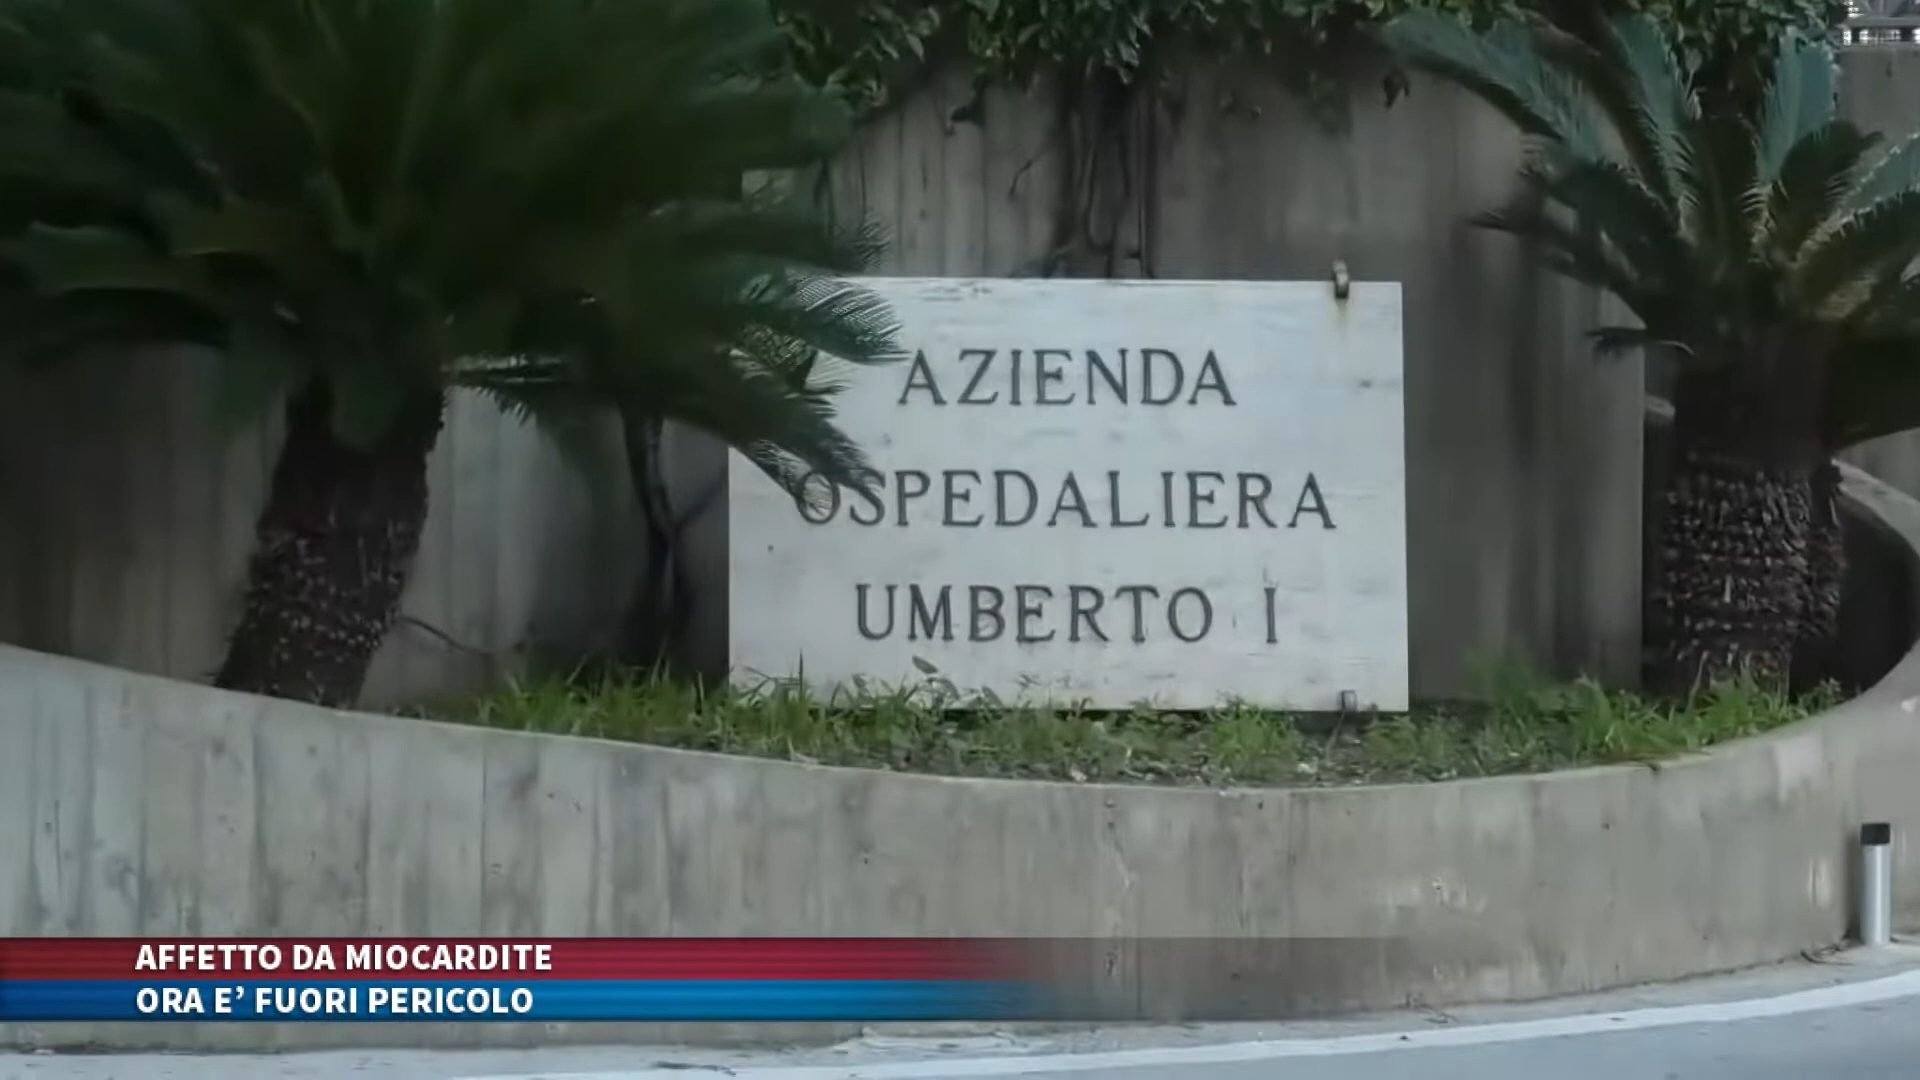 AZIENDA
OSPEDALIERA
UMBERTO I
AFFETTO DA MIOCARDITE
ORA E’ FUORI PERICOLO